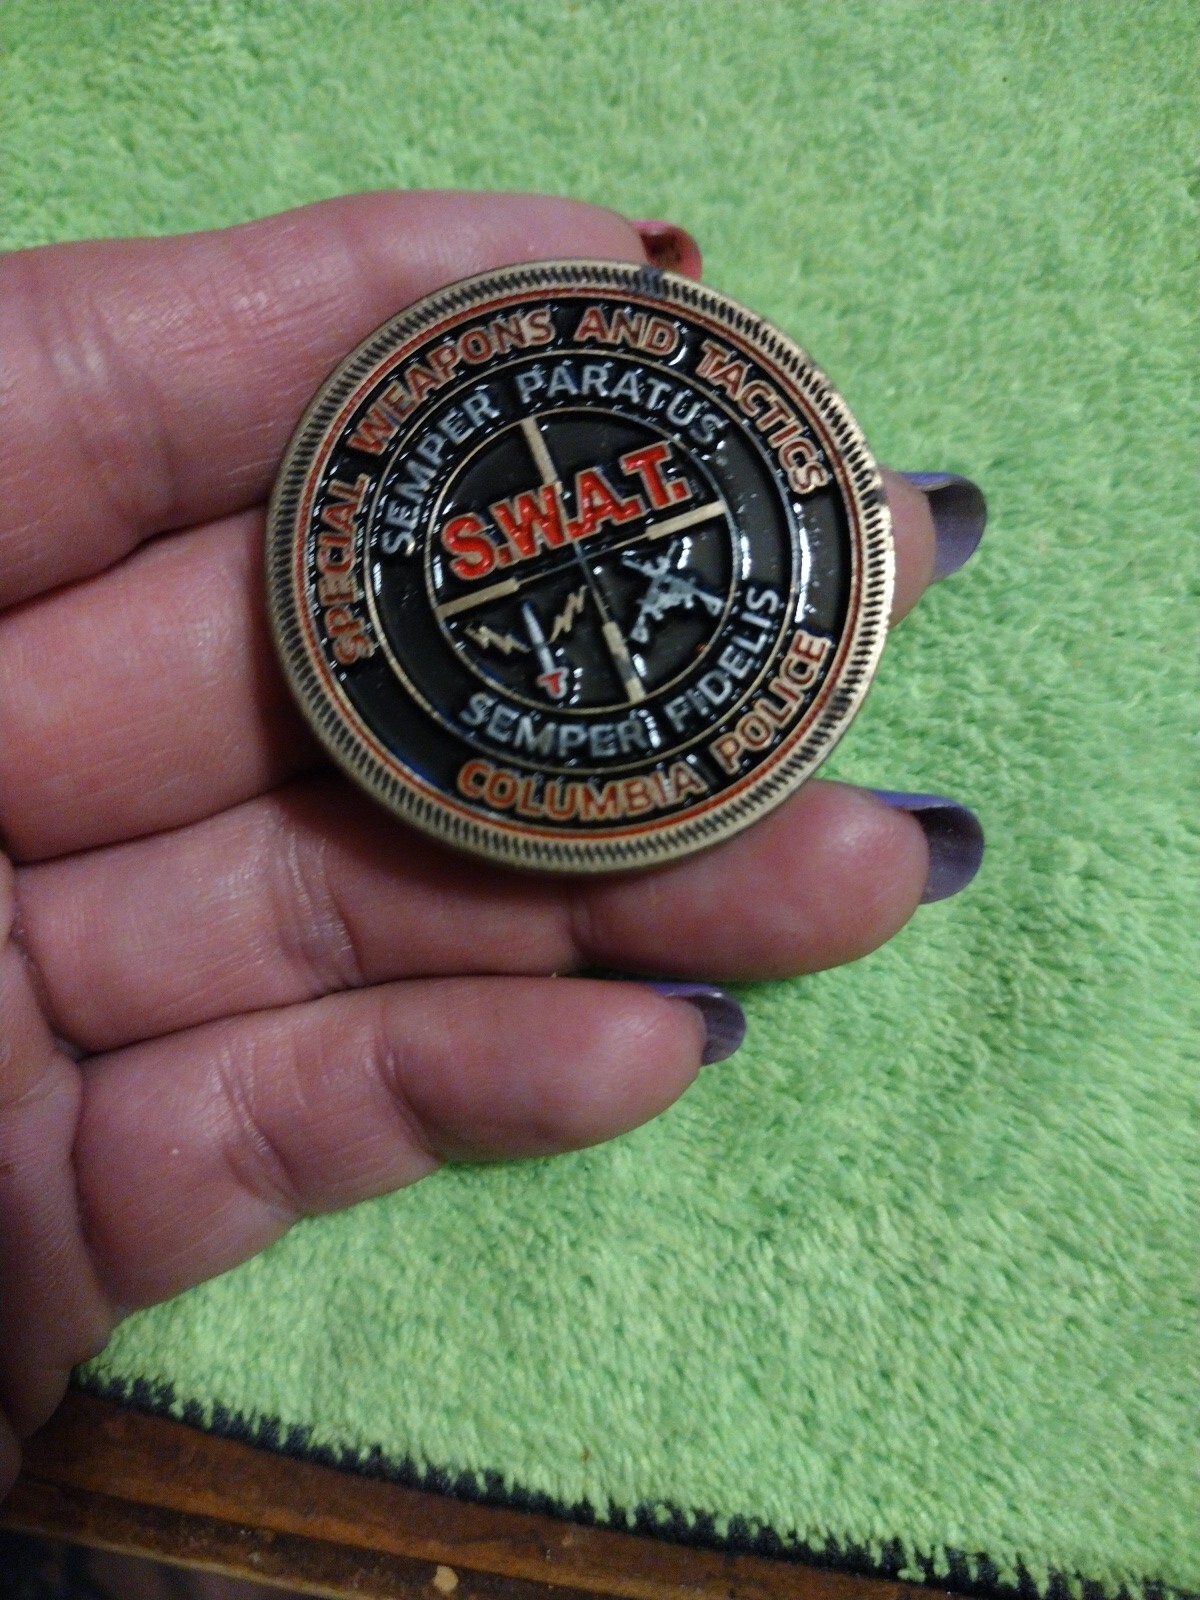 SPECIAL WEAPONS AND TACTICS
SEMPER PARATUS
S.W.A.T.
SEMPER FIDELIS
COLUMBIA POLICE